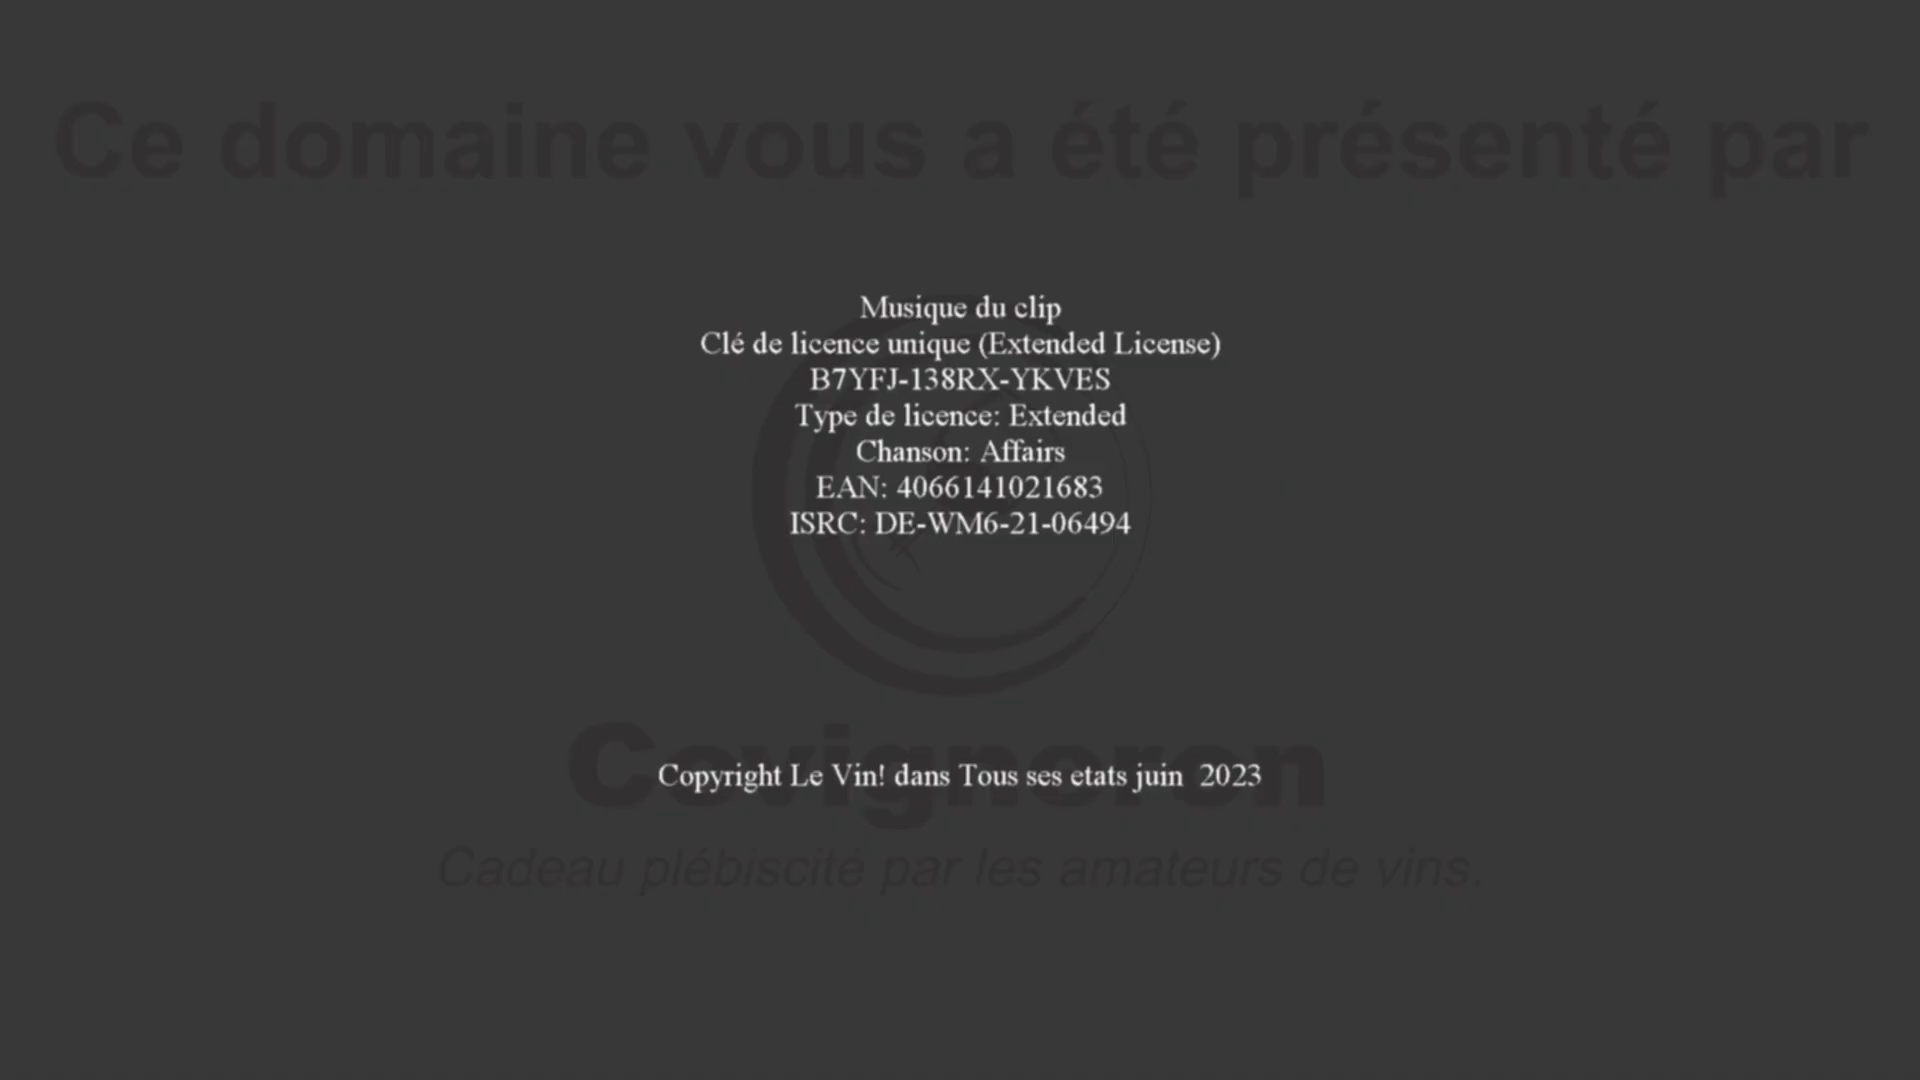 Ce domaine vous a été présenté par
Musique du clip
Clé de licence unique (Extended License)
B7YFJ-138RX-YKVES
Type de licence: Extended
Chanson: Affairs
EAN: 4066141021683
ISRC: DE-WM6-21-06494
Covigneron
Copyright Le Vin! dans Tous ses etats juin  2023
Cadeau plébiscité par les amateurs de vins.